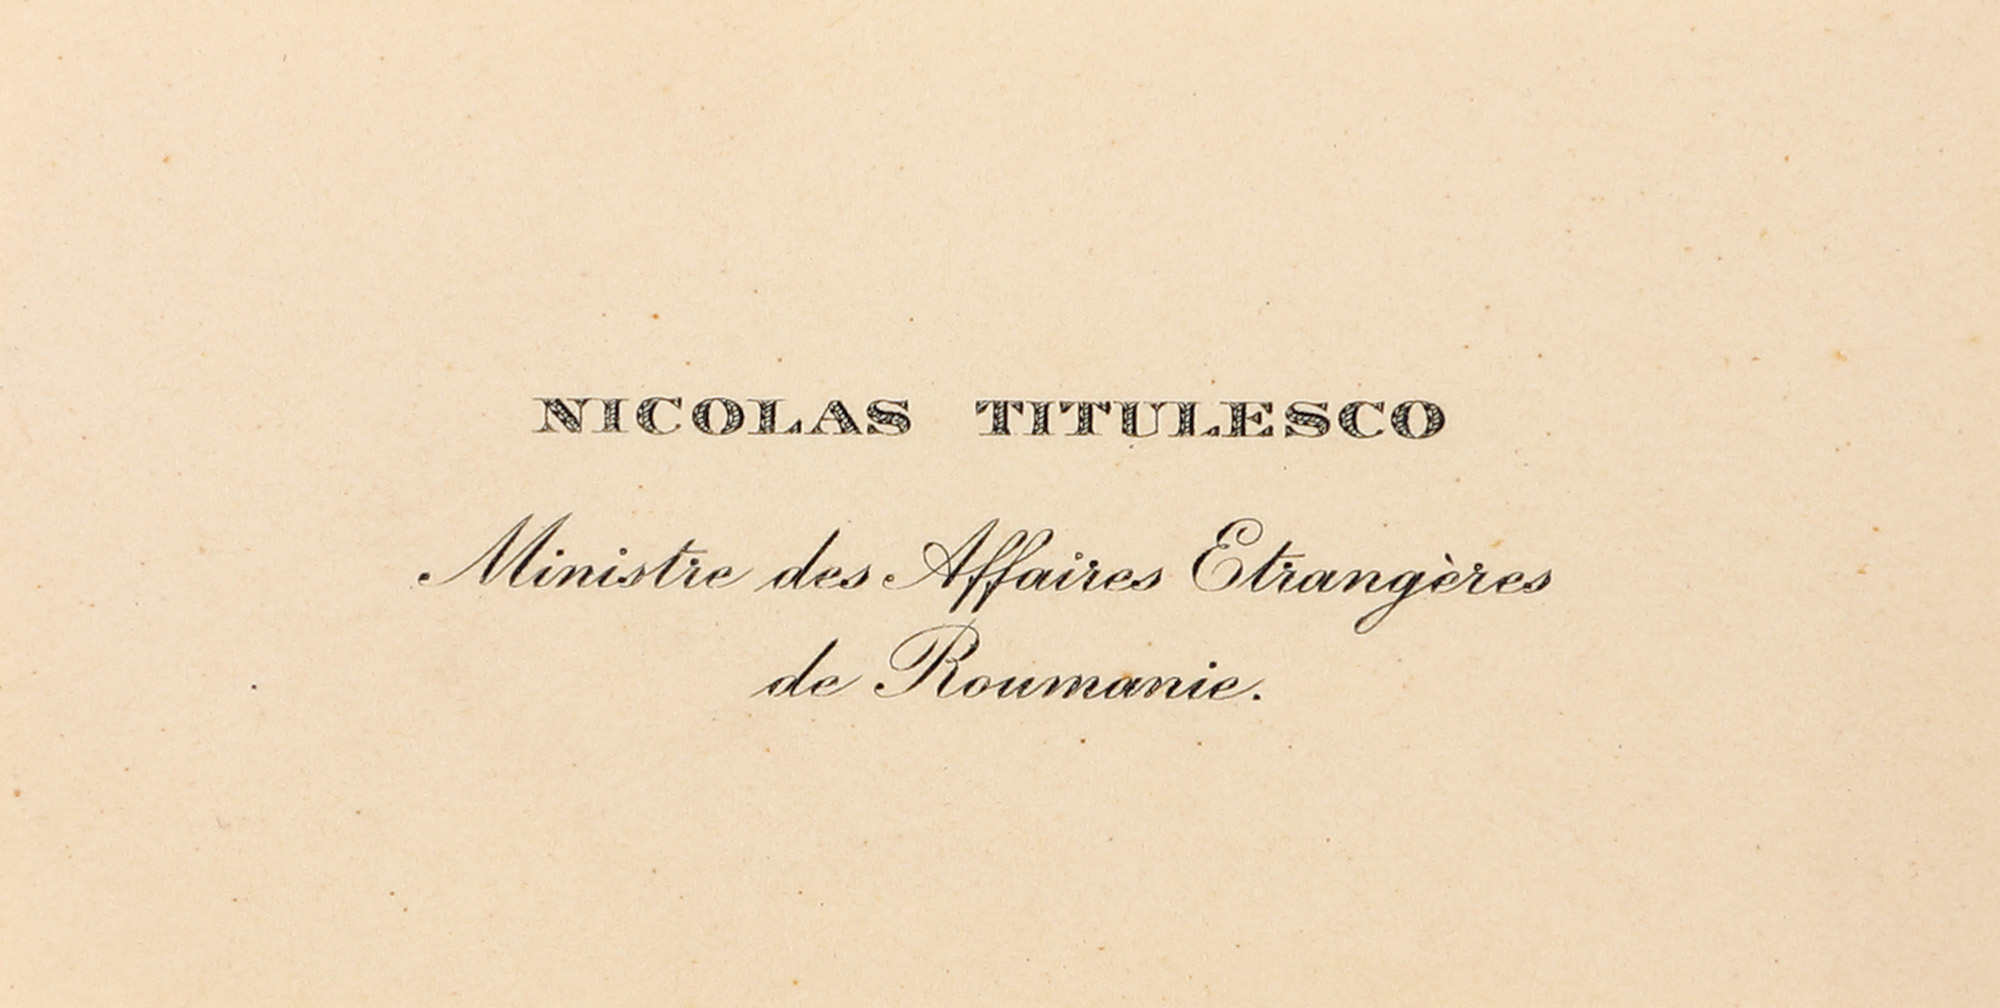 NICOLAS TITULESCO
Ministre des Affaires Etrangères
de Roumanie.